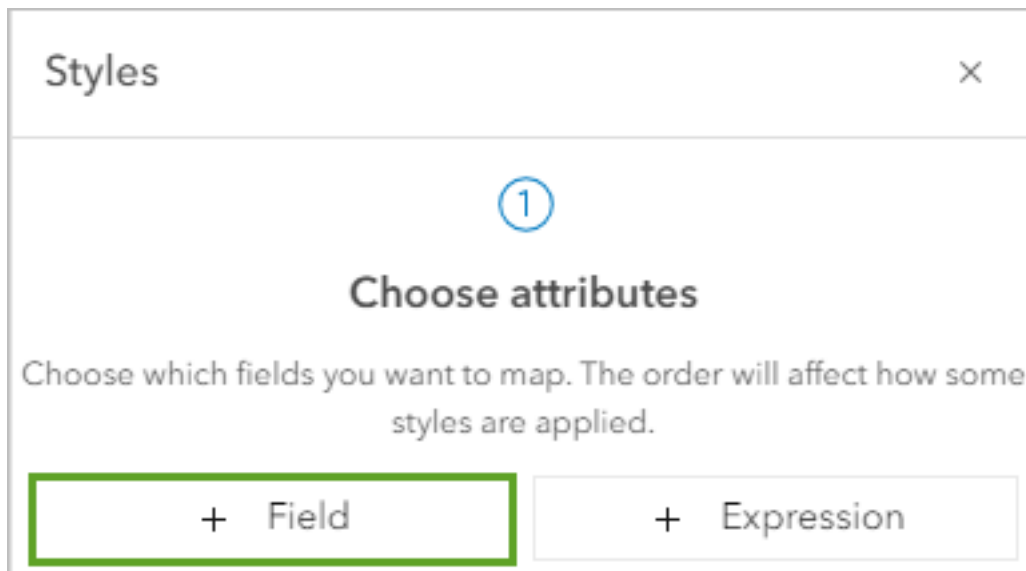 Styles
1
Choose attributes
Choose which fields you want to map. The order will affect how some
styles are applied.
+ Field
+ Expression